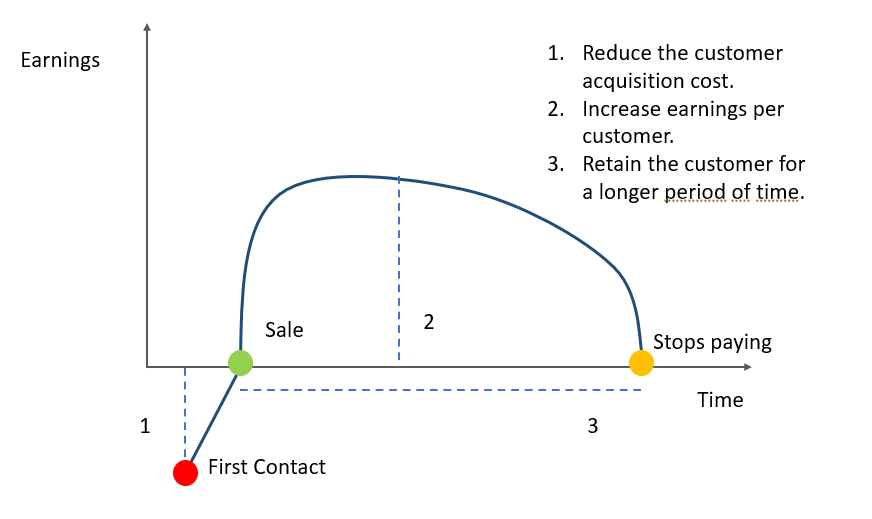 Earnings
1. Reduce the customer
acquisition cost.
2. Increase earnings per
customer.
3. Retain the customer for
a longer period of time.
Sale
2
Stops paying
Time
1
3
First Contact